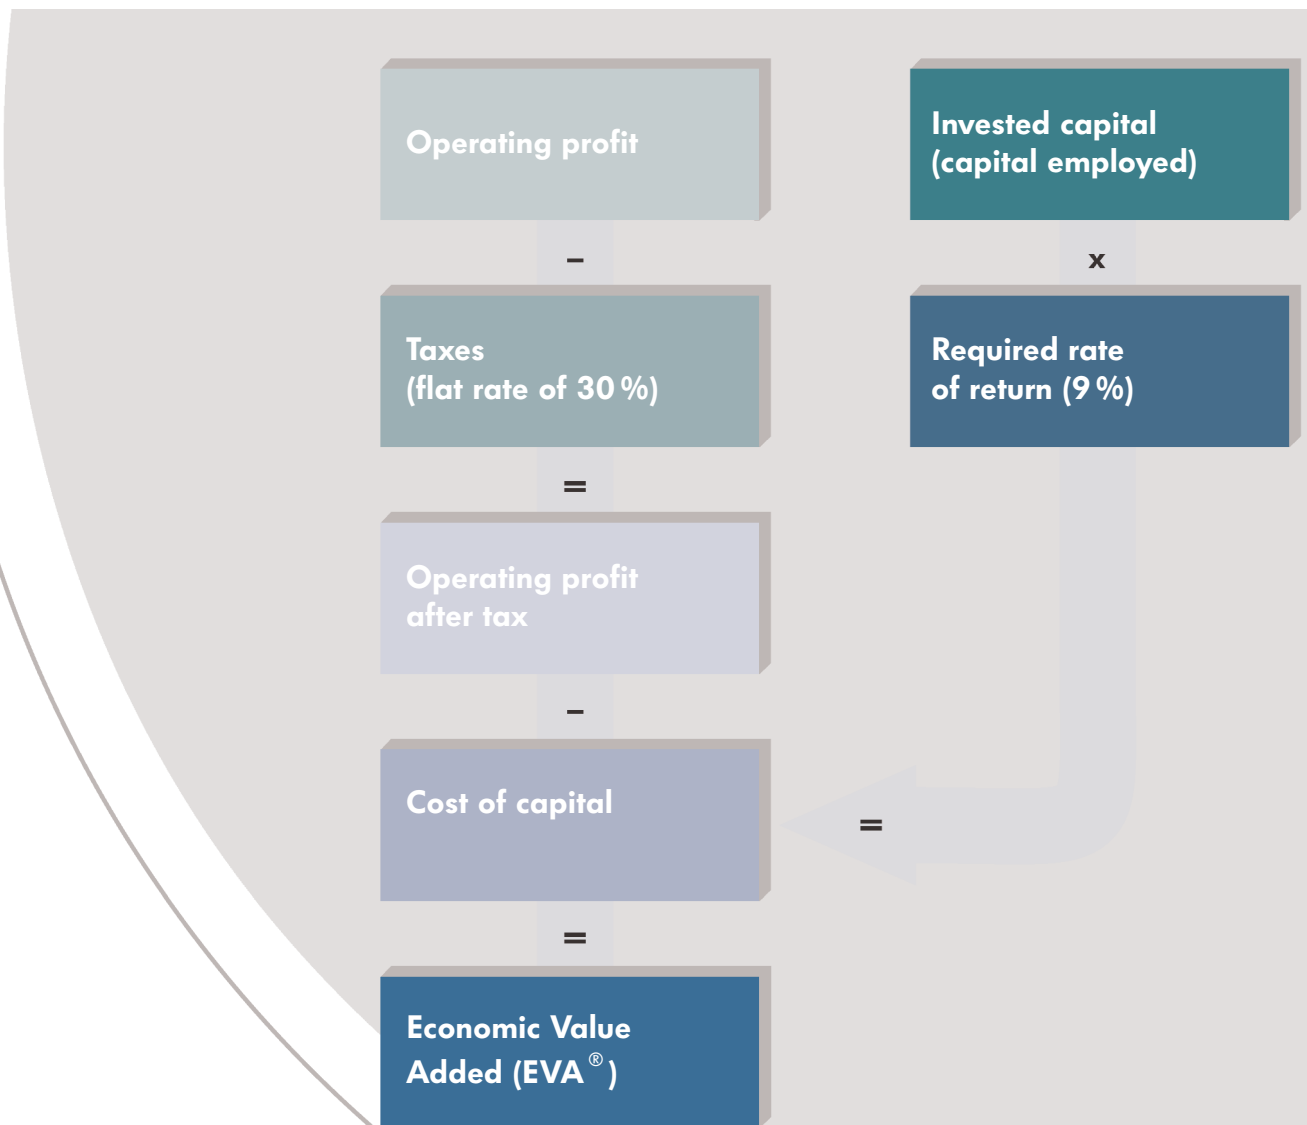 Operating profit
–
Taxes
(flat rate of 30 %)
=
Operating profit
after tax
–
Cost of capital
=
Economic Value
Added (EVA®)
Invested capital
(capital employed)
x
Required rate
of return (9 %)
=